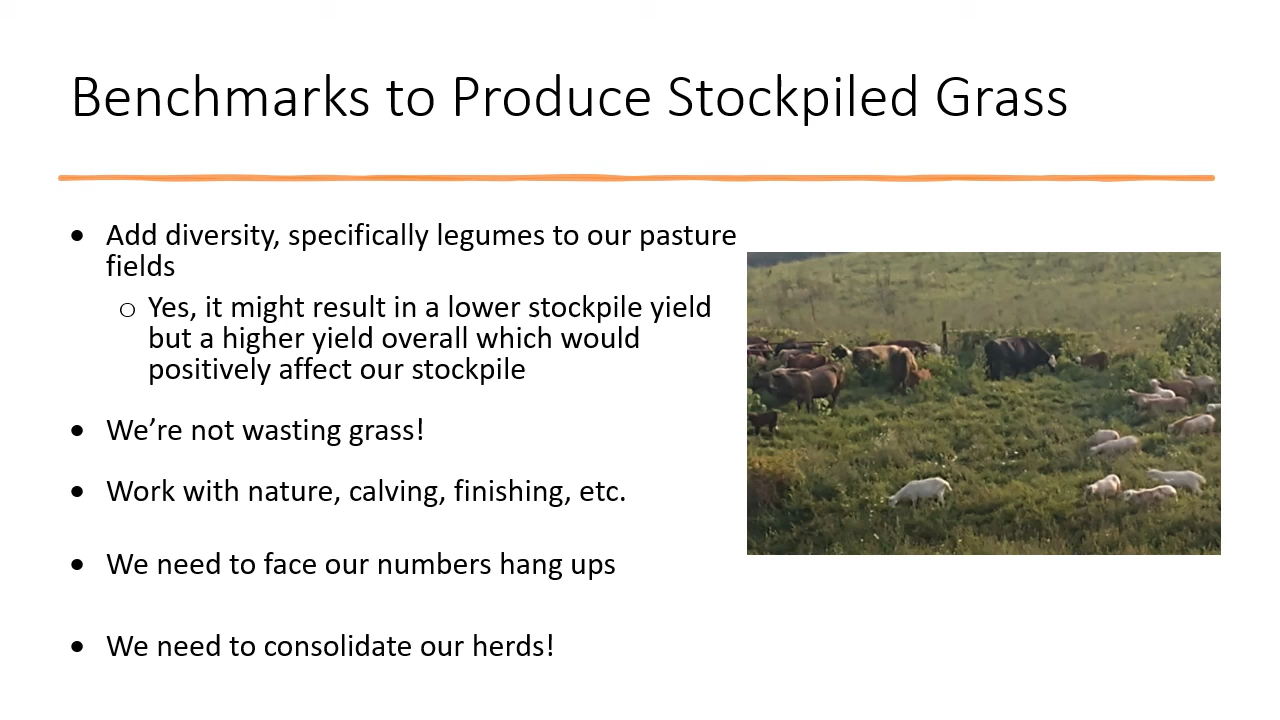 Benchmarks to Produce Stockpiled Grass
• Add diversity, specifically legumes to our pasture
fields
o Yes, it might result in a lower stockpile yield
but a higher yield overall which would
positively affect our stockpile
• We’re not wasting grass!
• Work with nature, calving, finishing, etc.
• We need to face our numbers hang ups
• We need to consolidate our herds!